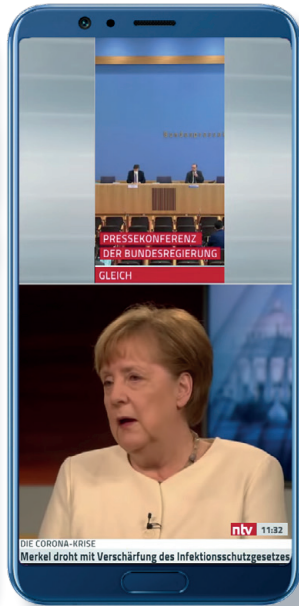 PRESSEKONFERENZ
DER BUNDESREGIERUNG
GLEICH
ntv 11:32
DIE CORONA-KRISE
Merkel droht mit Verschärfung des Infektionsschutzgesetzes